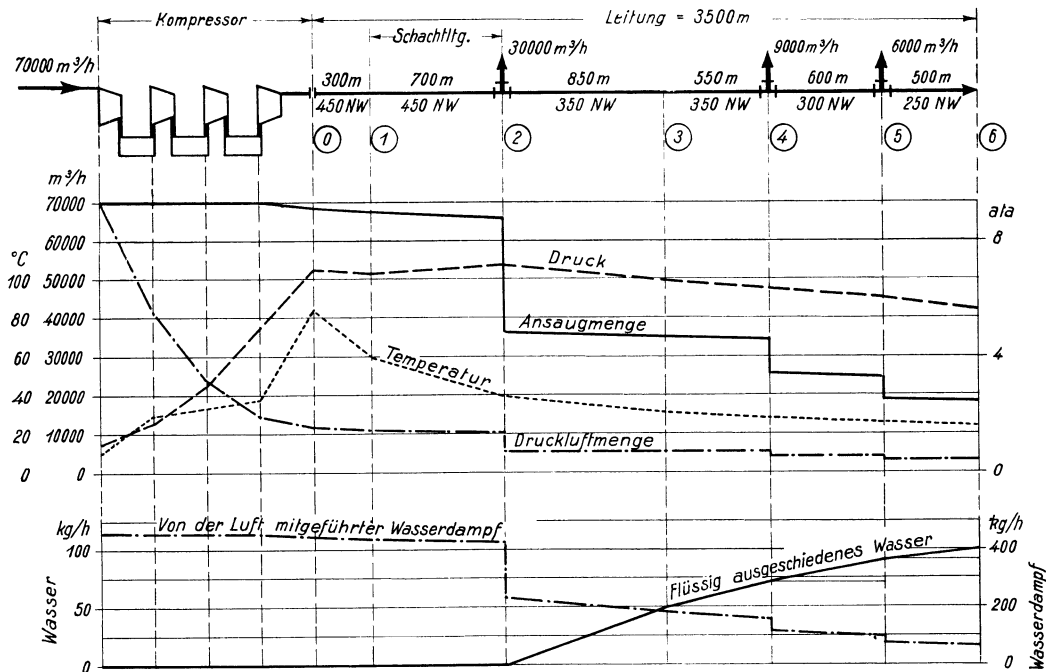 Kompressor
Leitung = 3500 m
Schachtltg.
70000 m³/h
30000 m³/h
9000 m³/h
6000 m³/h
300 m
700 m
850 m
550 m
600 m
500 m
450 NW
450 NW
350 NW
350 NW
300 NW
250 NW
0
1
2
3
4
5
6
m³/h
ata
°C
70000
60000
8
100
50000
80
40000
60
30000
4
40
20000
20
10000
0
0
0
Druck
Ansaugmenge
Temperatur
Druckluftmenge
kg/h
Von der Luft mitgeführter Wasserdampf
kg/h
100
400
Flüssig ausgeschiedenes Wasser
50
200
0
0
Wasser
Wasserdampf